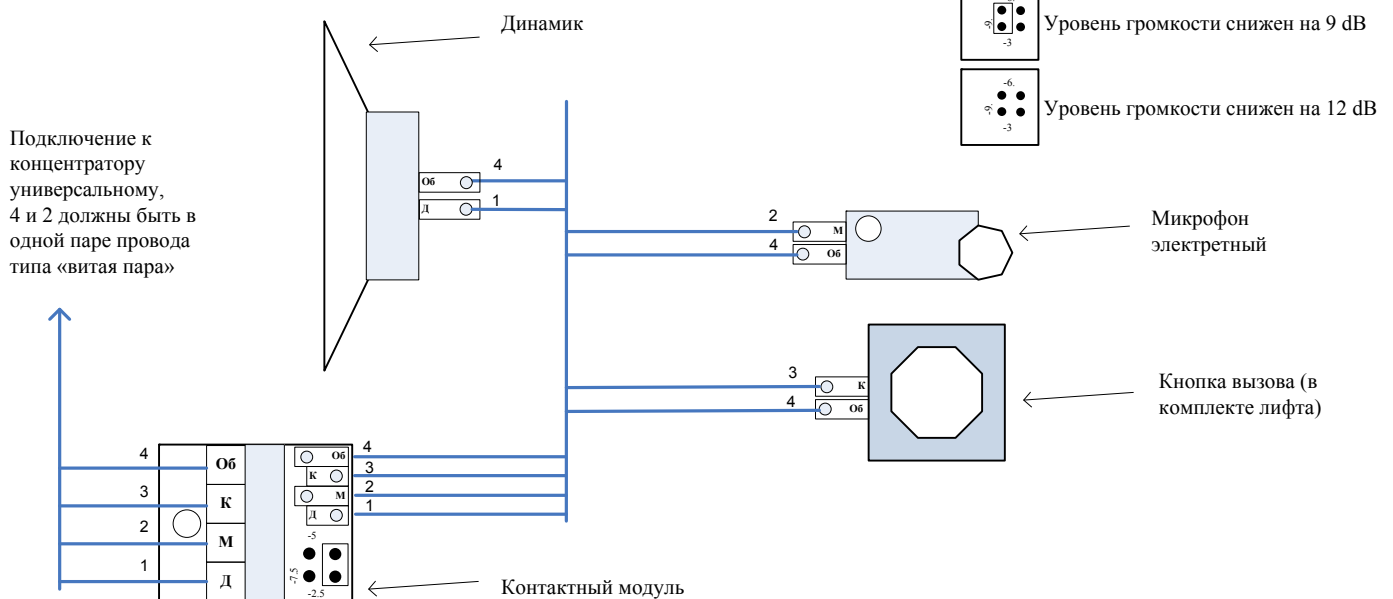 Динамик
-9.
-3
Уровень громкости снижен на 9 dB
-6.
-9.
-3
Уровень громкости снижен на 12 dB
Подключение к
концентратору
универсальному,
4 и 2 должны быть в
одной паре провода
типа «витая пара»
Об
4
Д
1
2
М
4
Об
Микрофон
электретный
3
К
4
Об
Кнопка вызова (в
комплекте лифта)
4
Об
Об
4
3
К
К
3
2
М
М
2
1
Д
Д
1
-5
-7.5
-2.5
Контактный модуль